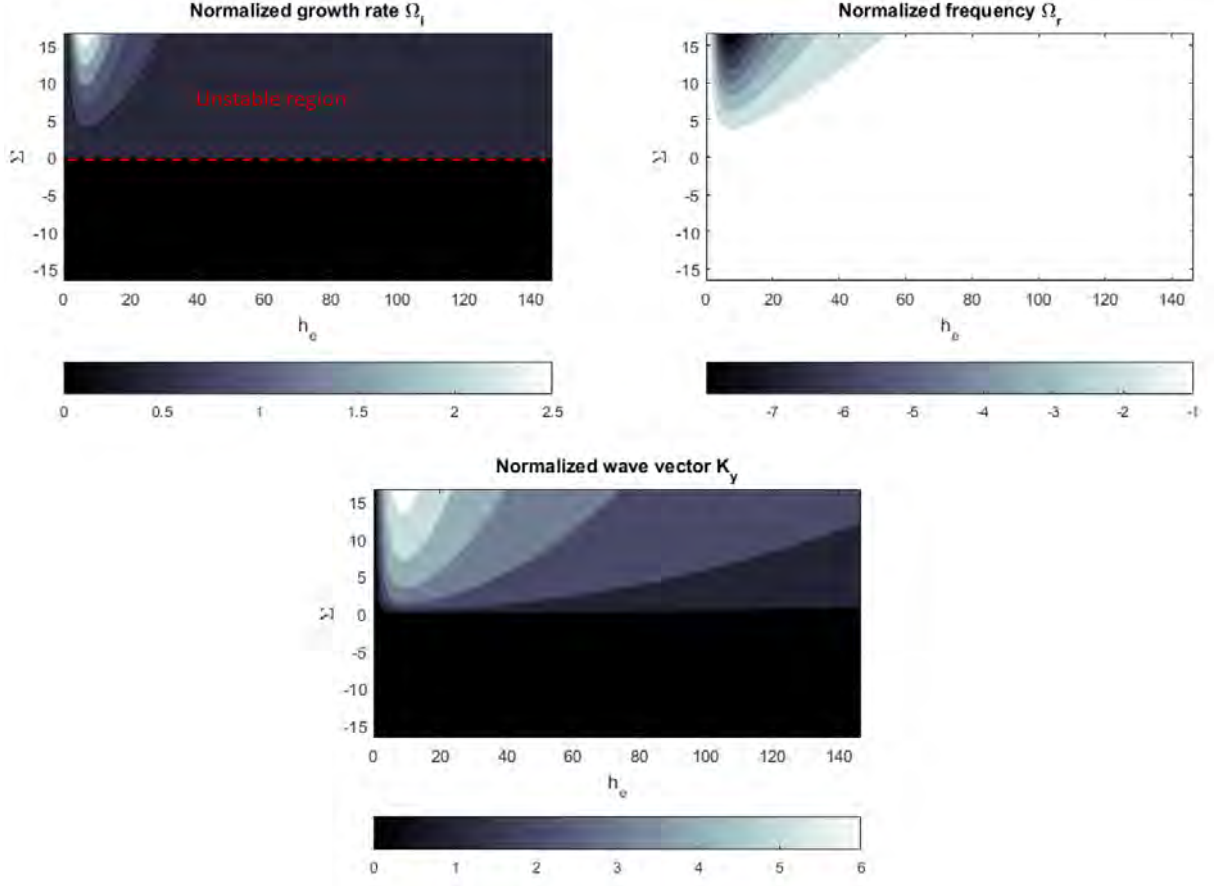 Normalized growth rate Ω_i
Σ
15
10
5
0
-5
-10
-15
Unstable region
0 20 40 60 80 100 120 140
h_e
0 0.5 1 1.5 2 2.5
Normalized frequency Ω_r
Σ
15
10
5
0
-5
-10
-15
0 20 40 60 80 100 120 140
h_e
-7 -6 -5 -4 -3 -2 -1
Normalized wave vector K_y
Σ
15
10
5
0
-5
-10
-15
0 20 40 60 80 100 120 140
h_e
0 1 2 3 4 5 6